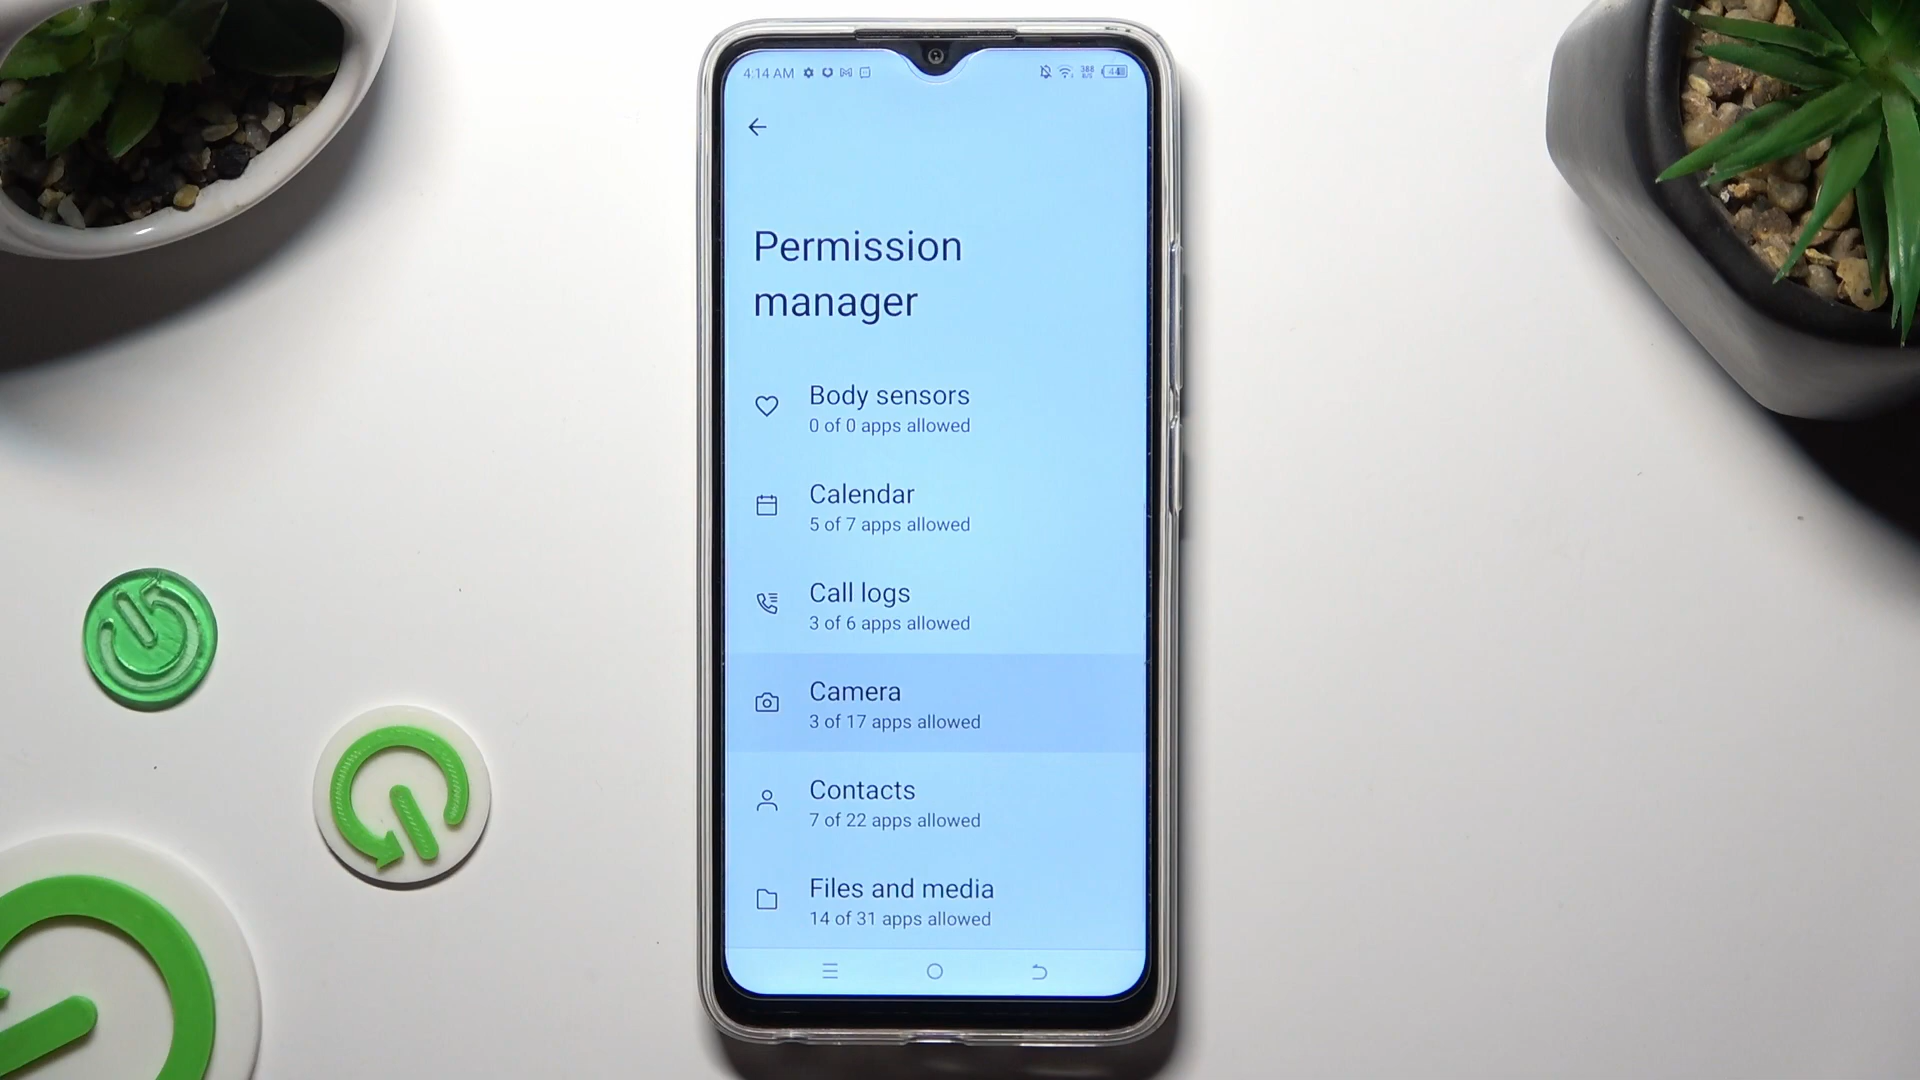 4:14 AM
Permission
manager
Body sensors
0 of 0 apps allowed
Calendar
5 of 7 apps allowed
Call logs
3 of 6 apps allowed
Camera
3 of 17 apps allowed
Contacts
7 of 22 apps allowed
Files and media
14 of 31 apps allowed